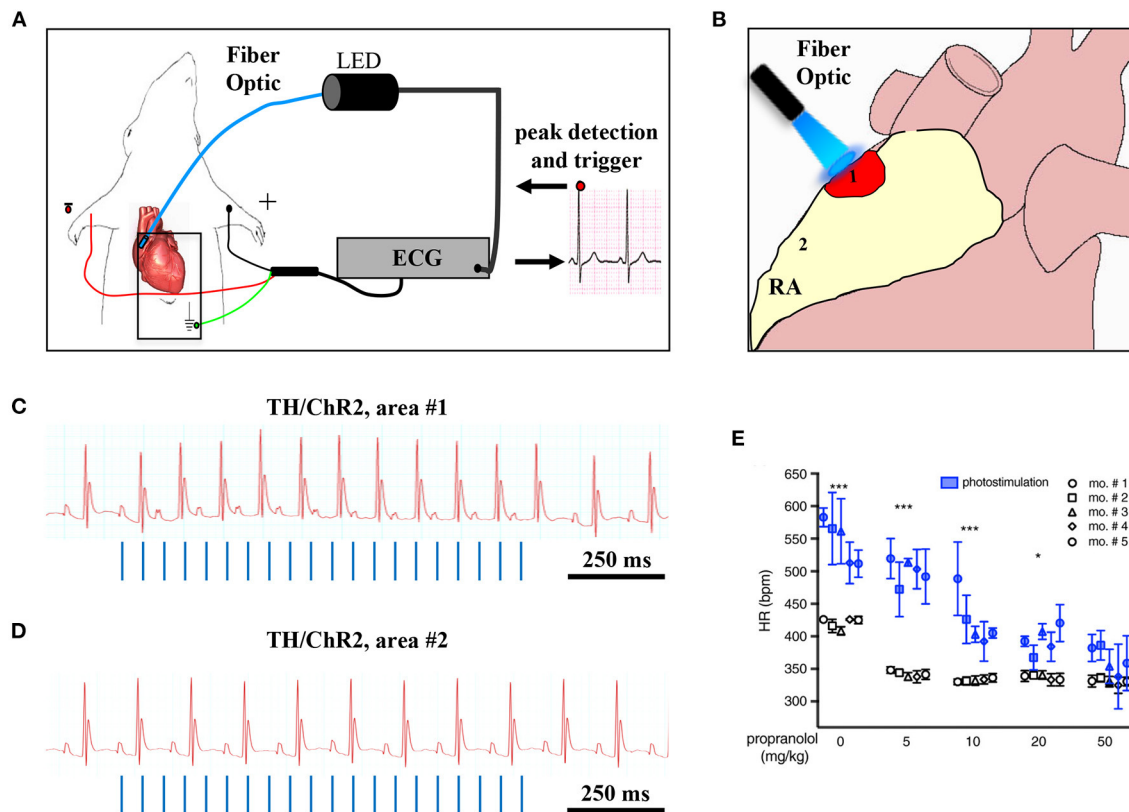 A
Fiber
Optic
LED
peak detection
and trigger
+
ECG
B
Fiber
Optic
1
2
RA
C
TH/ChR2, area #1
250 ms
D
TH/ChR2, area #2
250 ms
E
650
600
550
500
450
400
350
300
HR (bpm)
photostimulation
mo. # 1
mo. # 2
mo. # 3
mo. # 4
mo. # 5
***
***
***
*
propranolol
(mg/kg)
0
5
10
20
50